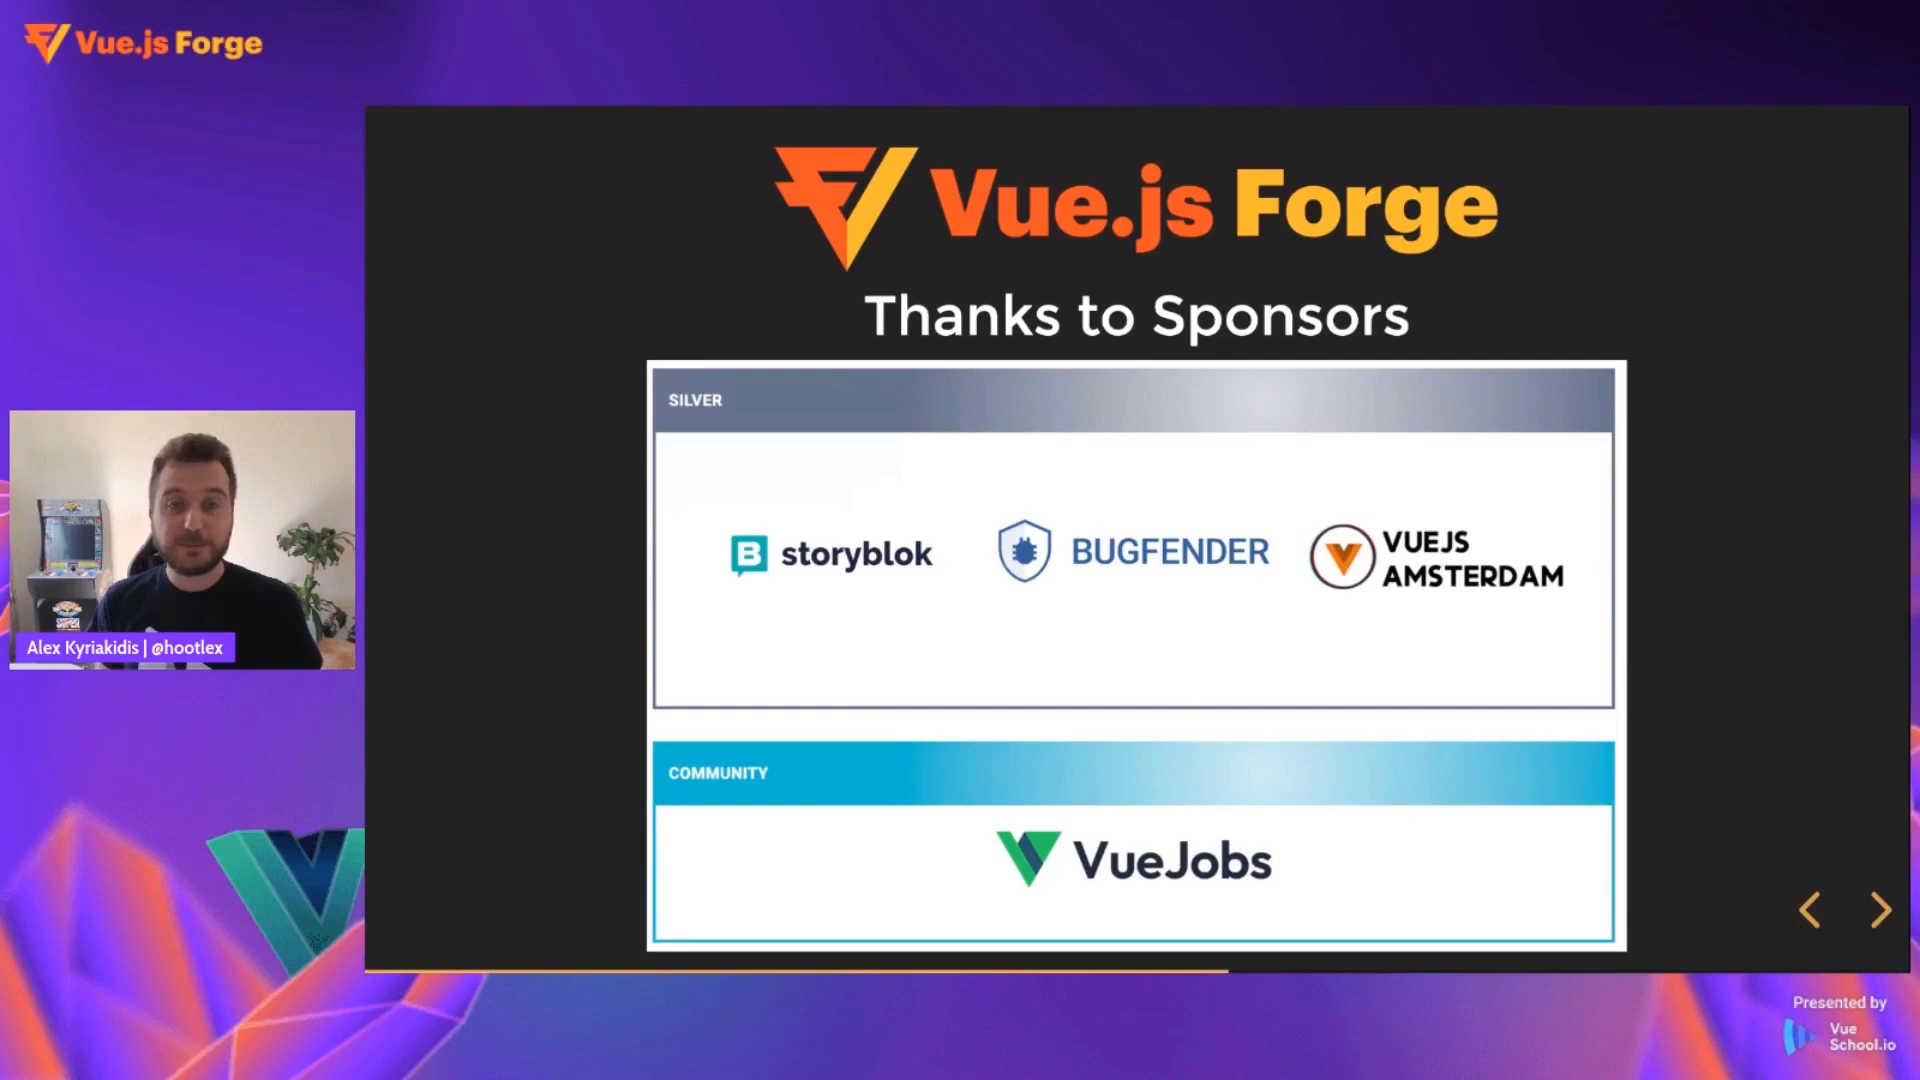 Vue.js Forge
Vue.js Forge
Thanks to Sponsors
SILVER
storyblok
BUGFENDER
VUEJS
AMSTERDAM
COMMUNITY
VueJobs
Alex Kyriakidis | @hootlex
Presented by
Vue
School.io